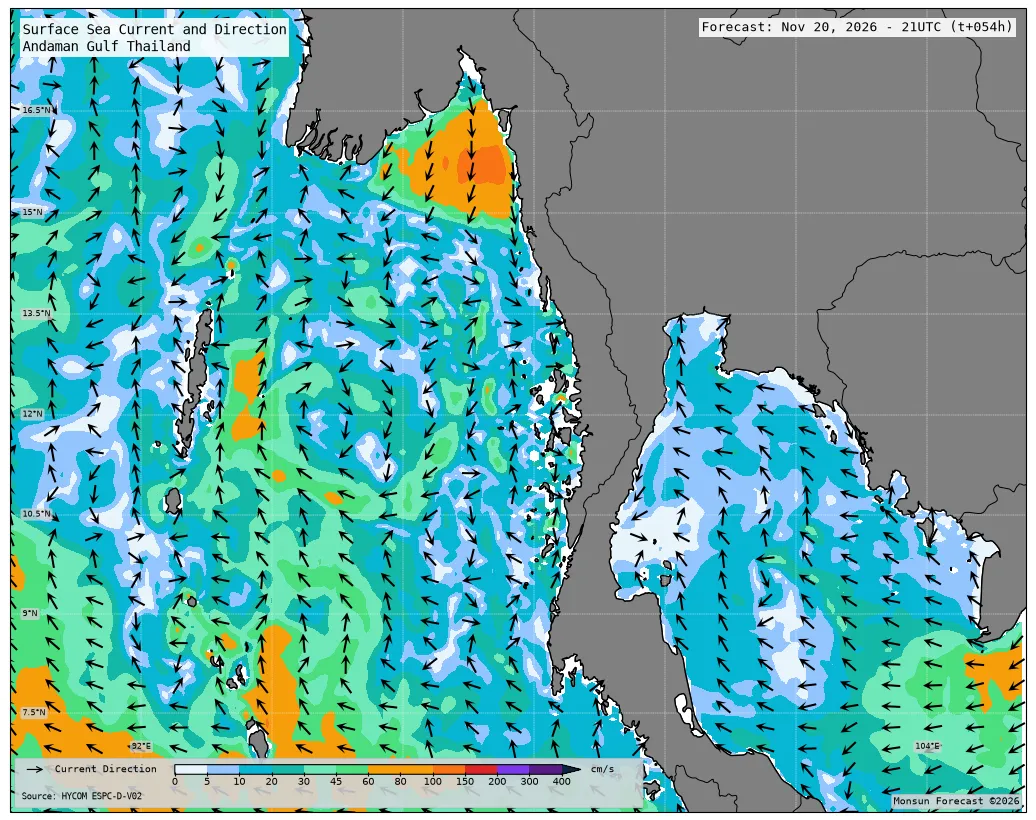 Surface Sea Current and Direction
Andaman Gulf Thailand
Forecast: Nov 20, 2026 - 21UTC (t+054h)
16.5°N
15°N
13.5°N
12°N
10.5°N
9°N
7.5°N
92°E
104°E
Current Direction
0 5 10 20 30 45 60 80 100 150 200 300 400 cm/s
Source: HYCOM ESPC-D-V02
Monsun Forecast ©2026